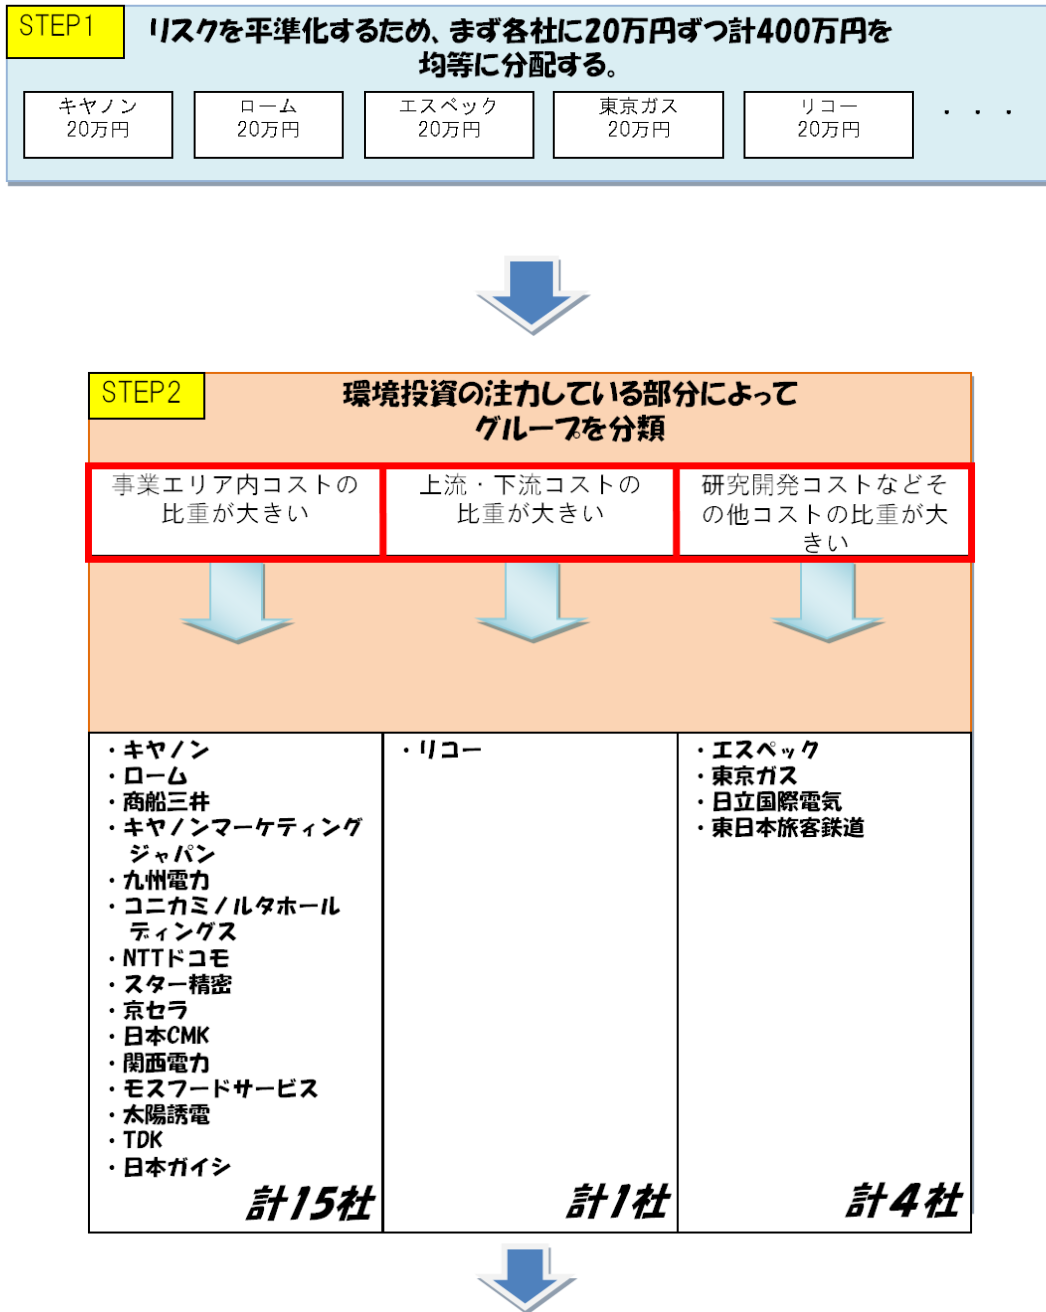 STEP1
リスクを平準化するため、まず各社に20万円ずつ計400万円を
均等に分配する。
キヤノン
20万円
ローム
20万円
エスペック
20万円
東京ガス
20万円
リコー
20万円
・・・
STEP2
環境投資の注力している部分によって
グループを分類
事業エリア内コストの
比重が大きい
上流・下流コストの
比重が大きい
研究開発コストなどそ
の他コストの比重が大
きい
・キヤノン
・ローム
・商船三井
・キヤノンマーケティング
ジャパン
・九州電力
・コニカミノルタホール
ディングス
・NTTドコモ
・スター精密
・京セラ
・日本CMK
・関西電力
・モスフードサービス
・太陽誘電
・TDK
・日本ガイシ
計15社
・リコー
計1社
・エスペック
・東京ガス
・日立国際電気
・東日本旅客鉄道
計4社